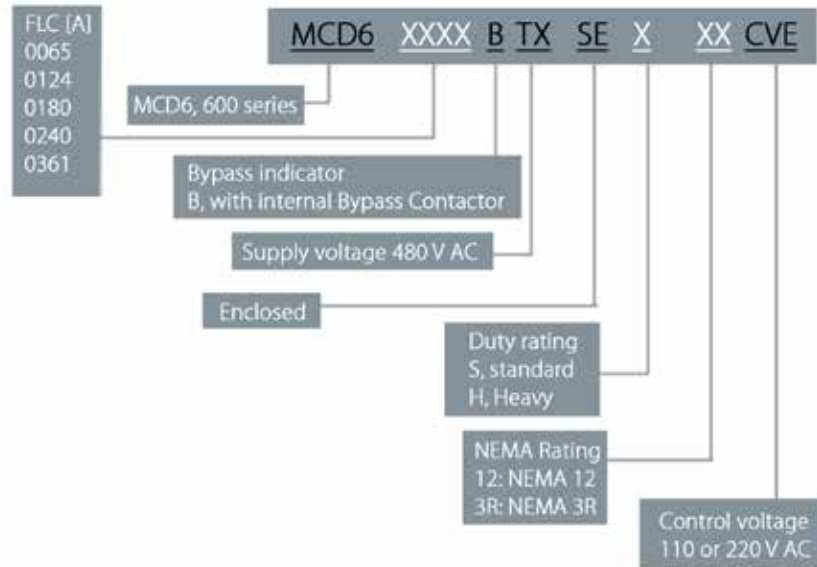 FLC [A]
0065
0124
0180
0240
0361
MCD6 XXXX B TX SE X XX CVE
MCD6, 600 series
Bypass indicator
B, with internal Bypass Contactor
Supply voltage 480 V AC
Enclosed
Duty rating
S, standard
H, Heavy
NEMA Rating
12: NEMA 12
3R: NEMA 3R
Control voltage
110 or 220 V AC